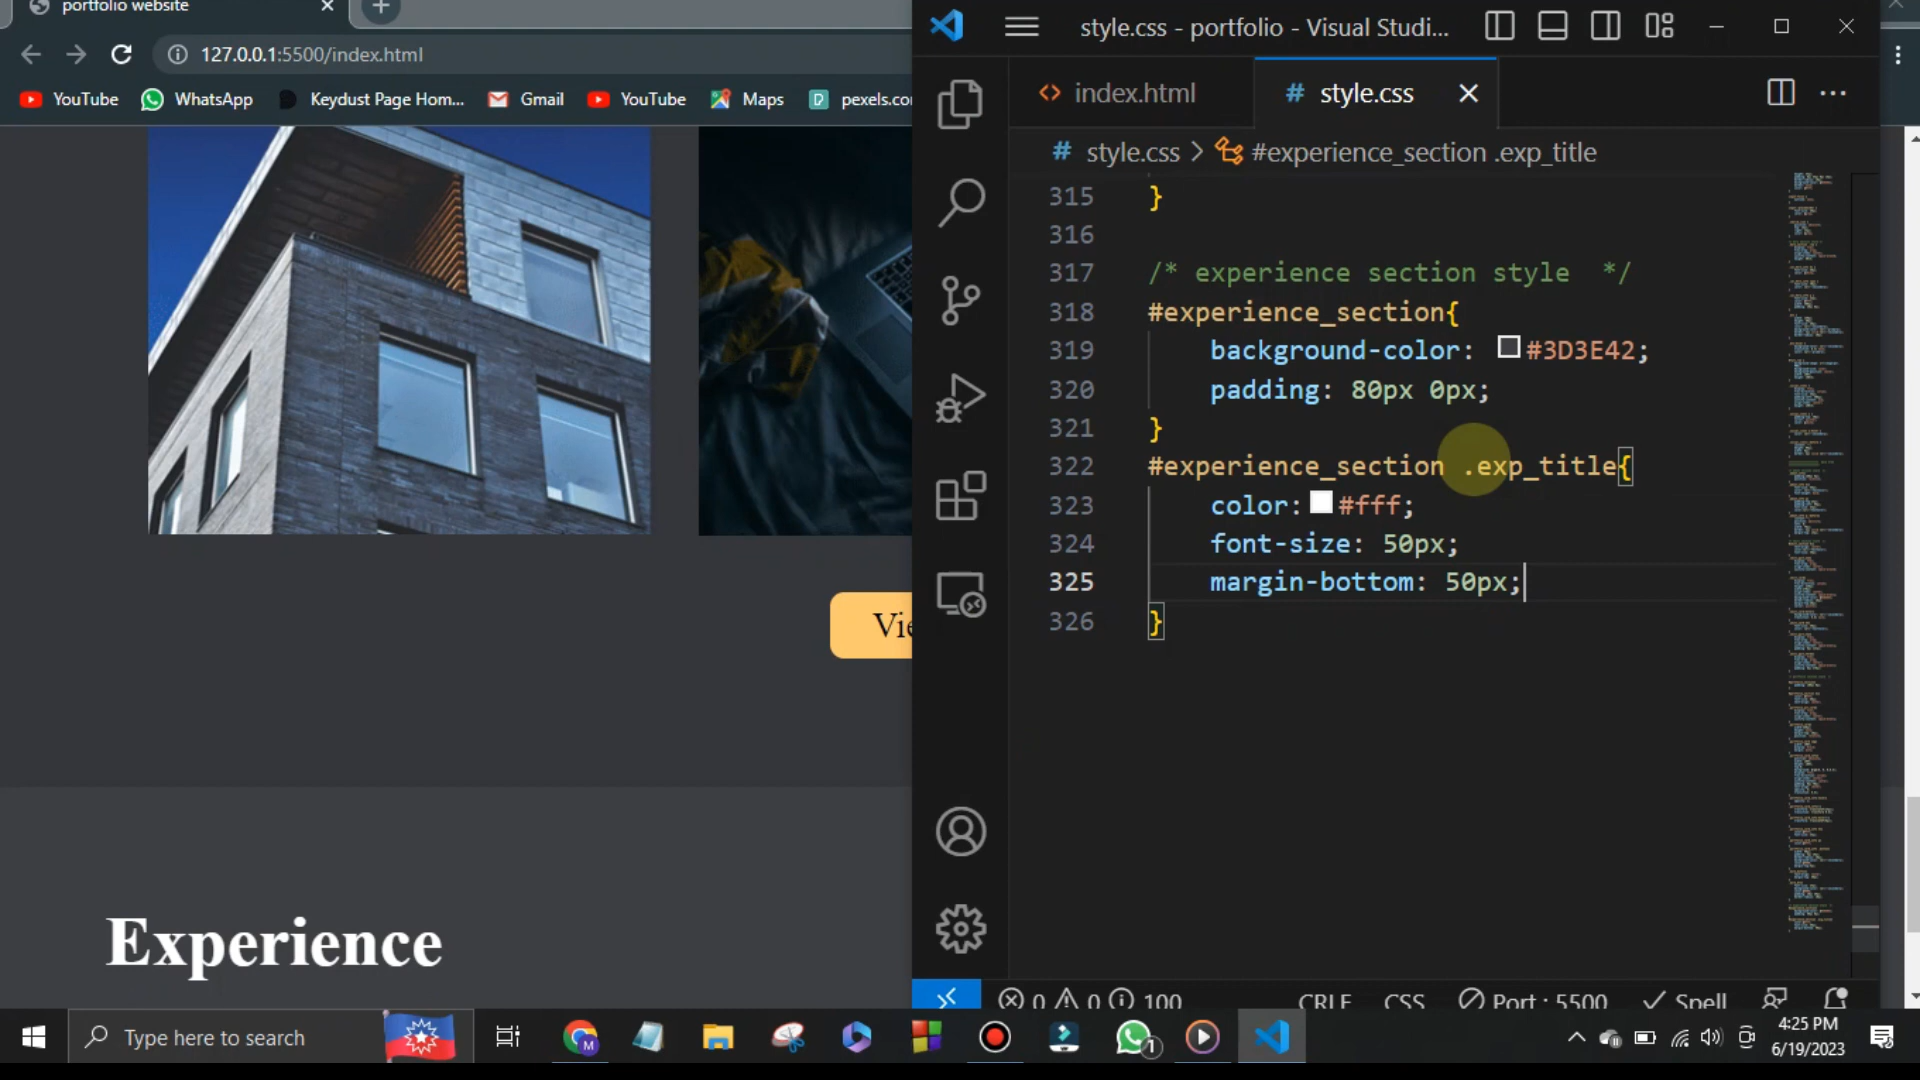 portfolio website
127.0.0.1:5500/index.html
YouTube
WhatsApp
Keydust Page Hom...
Gmail
YouTube
Maps
pexels.co
Experience
style.css - portfolio - Visual Studi...
index.html
# style.css
# style.css > #experience_section .exp_title
315 }
316
317 /* experience section style  */
318 #experience_section{
319 background-color: #3D3E42;
320 padding: 80px 0px;
321 }
322 #experience_section .exp_title{
323 color: #fff;
324 font-size: 50px;
325 margin-bottom: 50px;
326 }
0 0 100 CRLF CSS Port : 5500 Spell
Type here to search
M
1
4:25 PM
6/19/2023